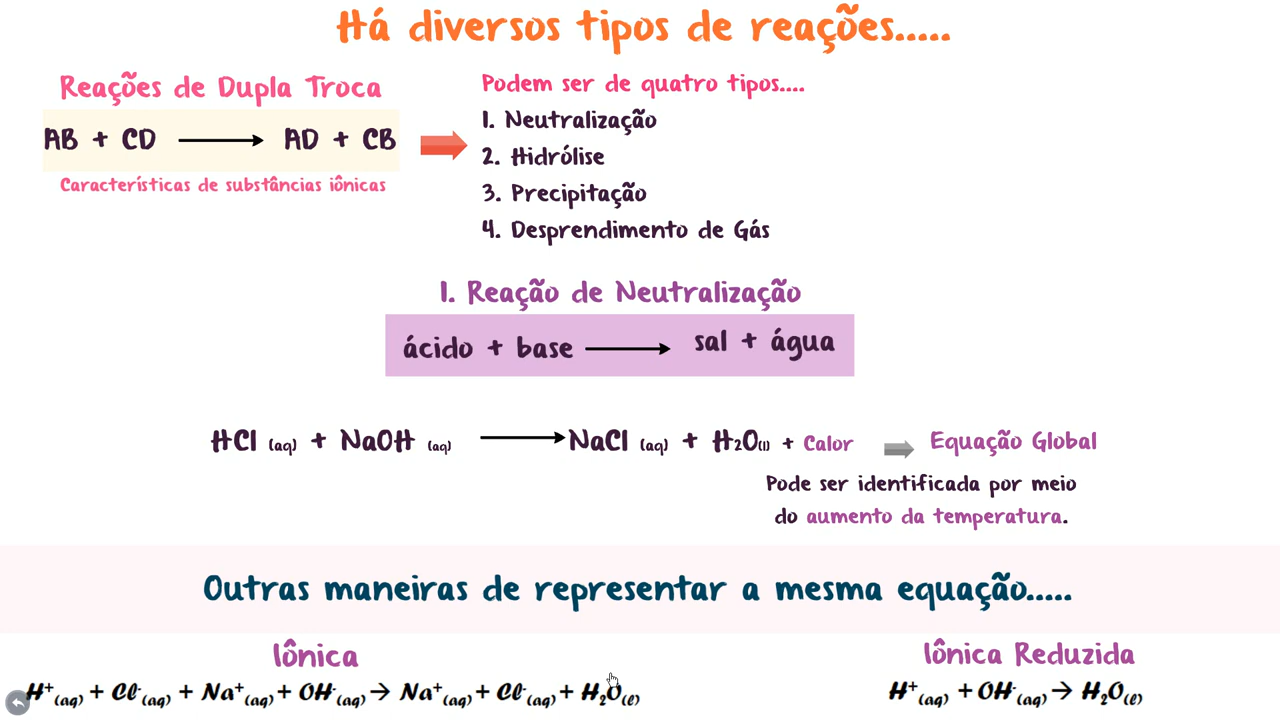 Há diversos tipos de reações.....
Reações de Dupla Troca
AB + CD ⟶ AD + CB
Características de substâncias iônicas
Podem ser de quatro tipos....
1. Neutralização
2. Hidrólise
3. Precipitação
4. Desprendimento de Gás
1. Reação de Neutralização
ácido + base ⟶ sal + água
HCl (aq) + NaOH (aq) ⟶ NaCl (aq) + H₂O(l) + Calor
Equação Global
Pode ser identificada por meio
do aumento da temperatura.
Outras maneiras de representar a mesma equação.....
Iônica
H⁺(aq) + Cl⁻(aq) + Na⁺(aq) + OH⁻(aq) → Na⁺(aq) + Cl⁻(aq) + H₂O(l)
Iônica Reduzida
H⁺(aq) + OH⁻(aq) → H₂O(l)